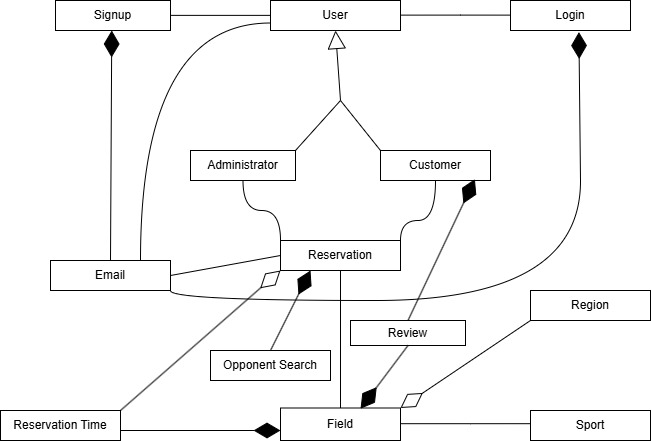 Signup
User
Login
Administrator
Customer
Reservation
Email
Region
Review
Opponent Search
Reservation Time
Field
Sport